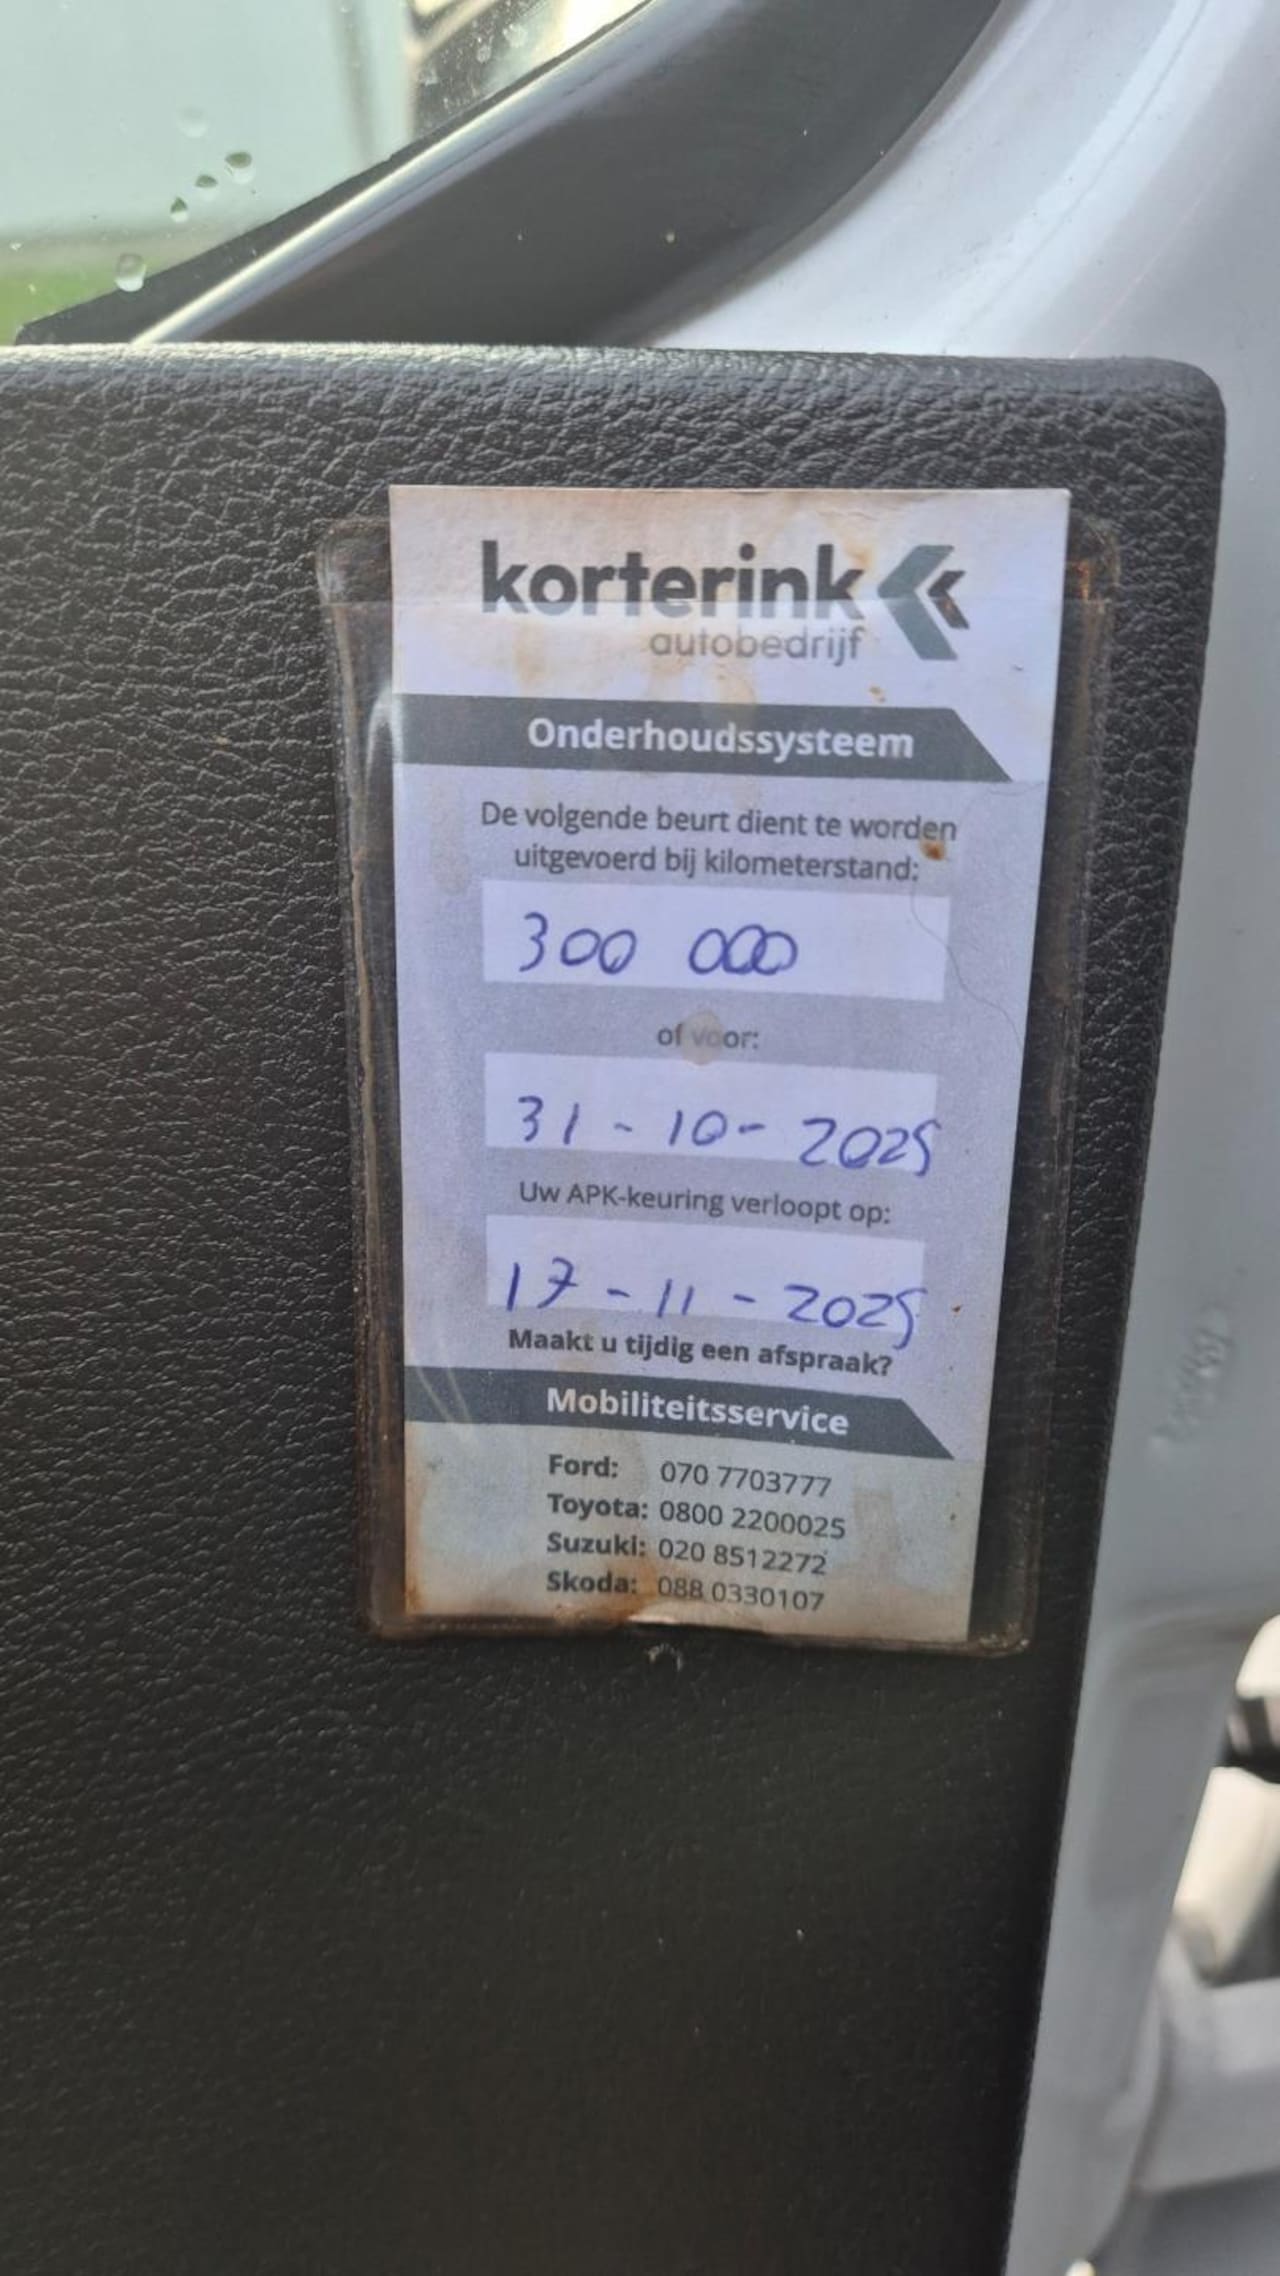 korterink
autobedrijf
Onderhoudssysteem
De volgende beurt dient te worden
uitgevoerd bij kilometerstand:
300 000
of voor:
31-10-2025
Uw APK-keuring verloopt op:
17-11-2025
Maakt u tijdig een afspraak?
Mobiliteitsservice
Ford: 070 7703777
Toyota: 0800 2200025
Suzuki: 020 8512272
Skoda: 088 0330107